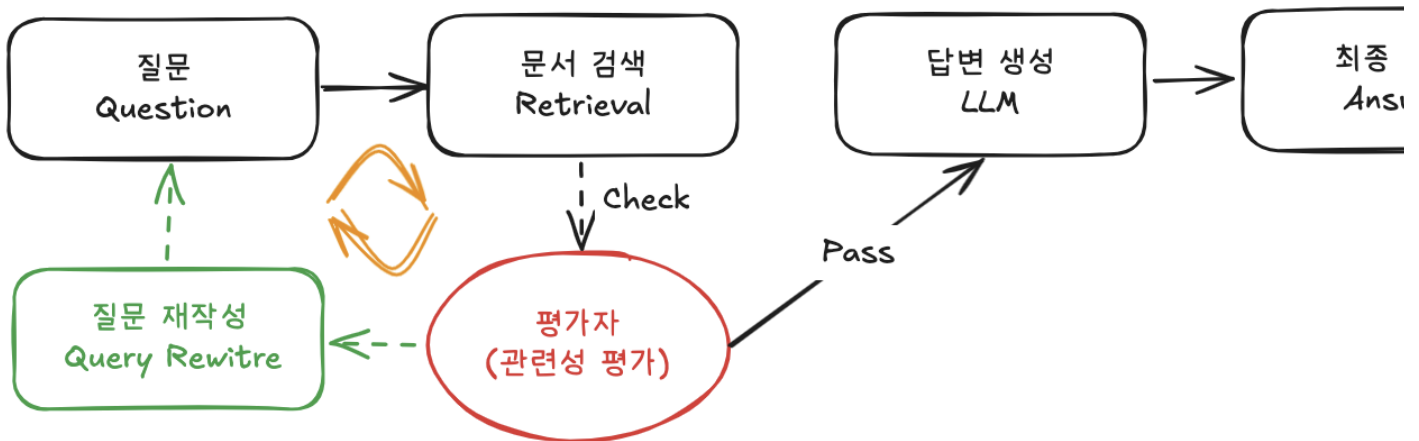 질문
Question
문서 검색
Retrieval
답변 생성
LLM
최종
Check
Pass
질문 재작성
Query Rewitre
평가자
(관련성 평가)